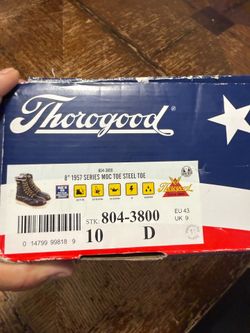 Thorogood®
804-3800
8" 1957 SERIES MOC TOE STEEL TOE
Thorogood
STK 804-3800
EU 43
UK 9
10 D
0 14799 99818 9